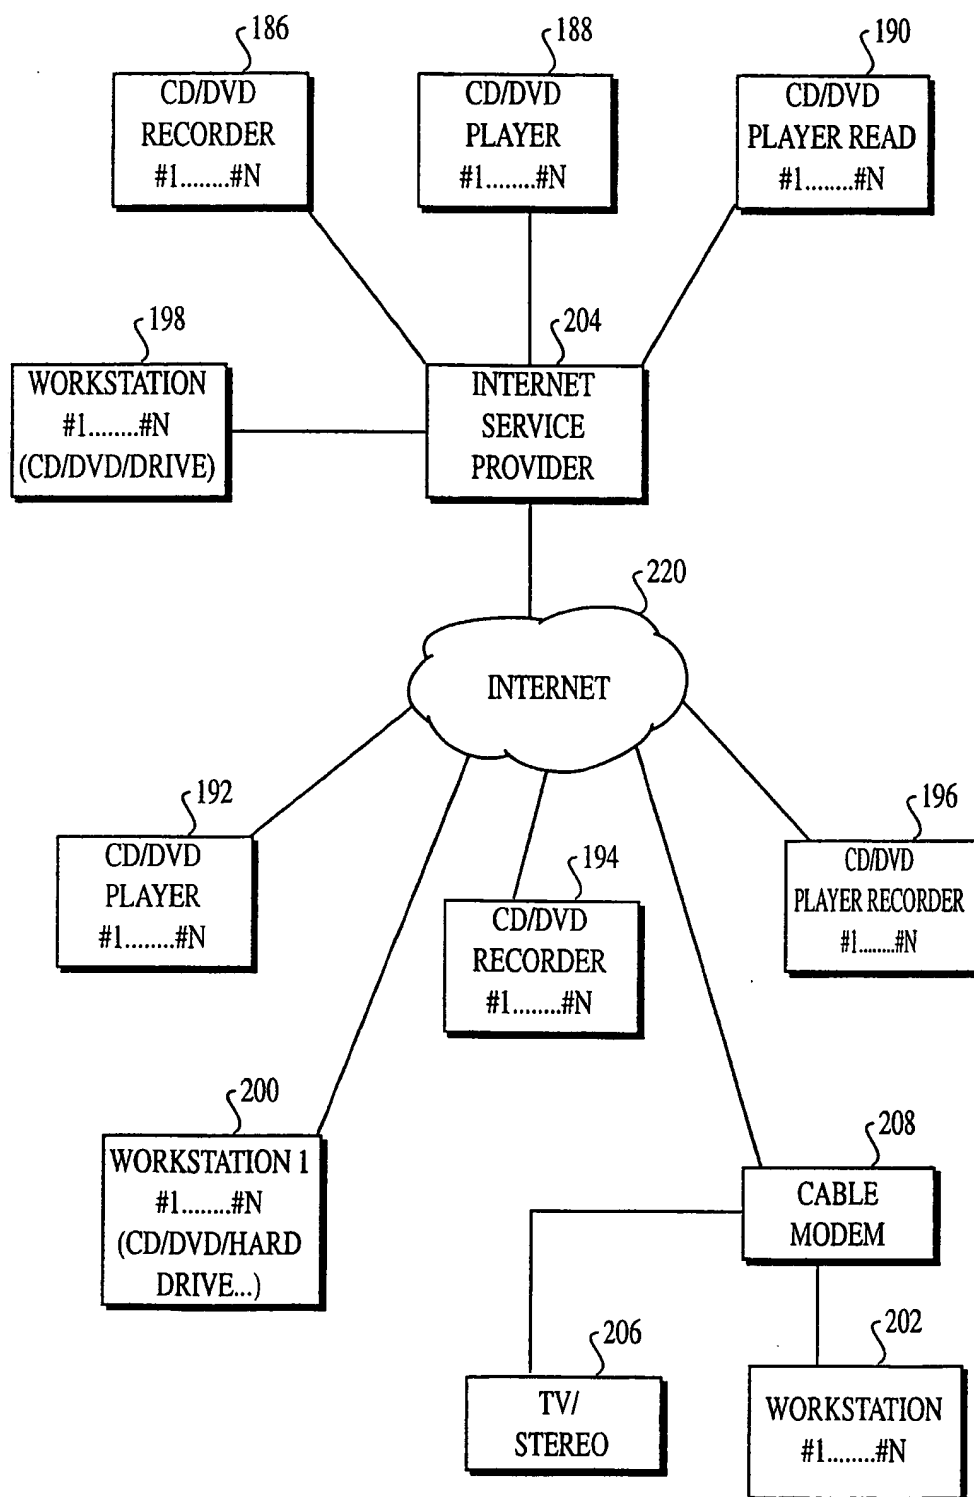 186
CD/DVD
RECORDER
#1........#N
188
CD/DVD
PLAYER
#1........#N
190
CD/DVD
PLAYER READ
#1........#N
198
WORKSTATION
#1........#N
(CD/DVD/DRIVE)
204
INTERNET
SERVICE
PROVIDER
220
INTERNET
192
CD/DVD
PLAYER
#1........#N
194
CD/DVD
RECORDER
#1........#N
196
CD/DVD
PLAYER RECORDER
#1........#N
200
WORKSTATION 1
#1........#N
(CD/DVD/HARD
DRIVE...)
208
CABLE
MODEM
206
TV/
STEREO
202
WORKSTATION
#1........#N